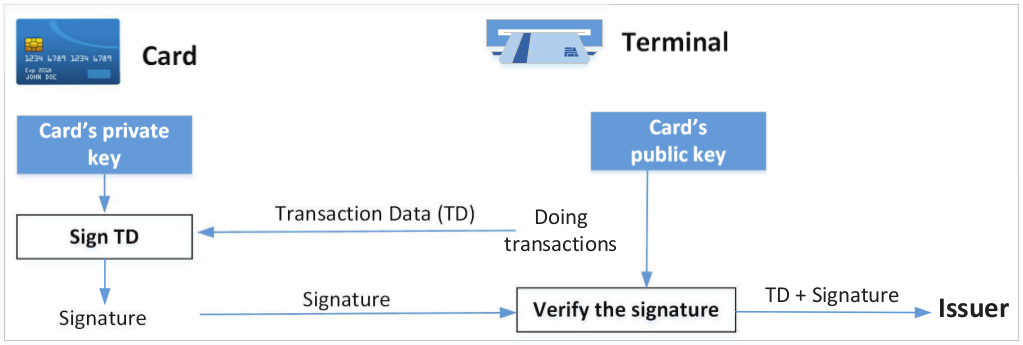 Card
Terminal
1234 6789 1234 6789
Exp 2018
JOHN DOE
Card's private
key
Card's
public key
Transaction Data (TD)
Doing
transactions
Sign TD
Signature
Signature
Verify the signature
TD + Signature
Issuer